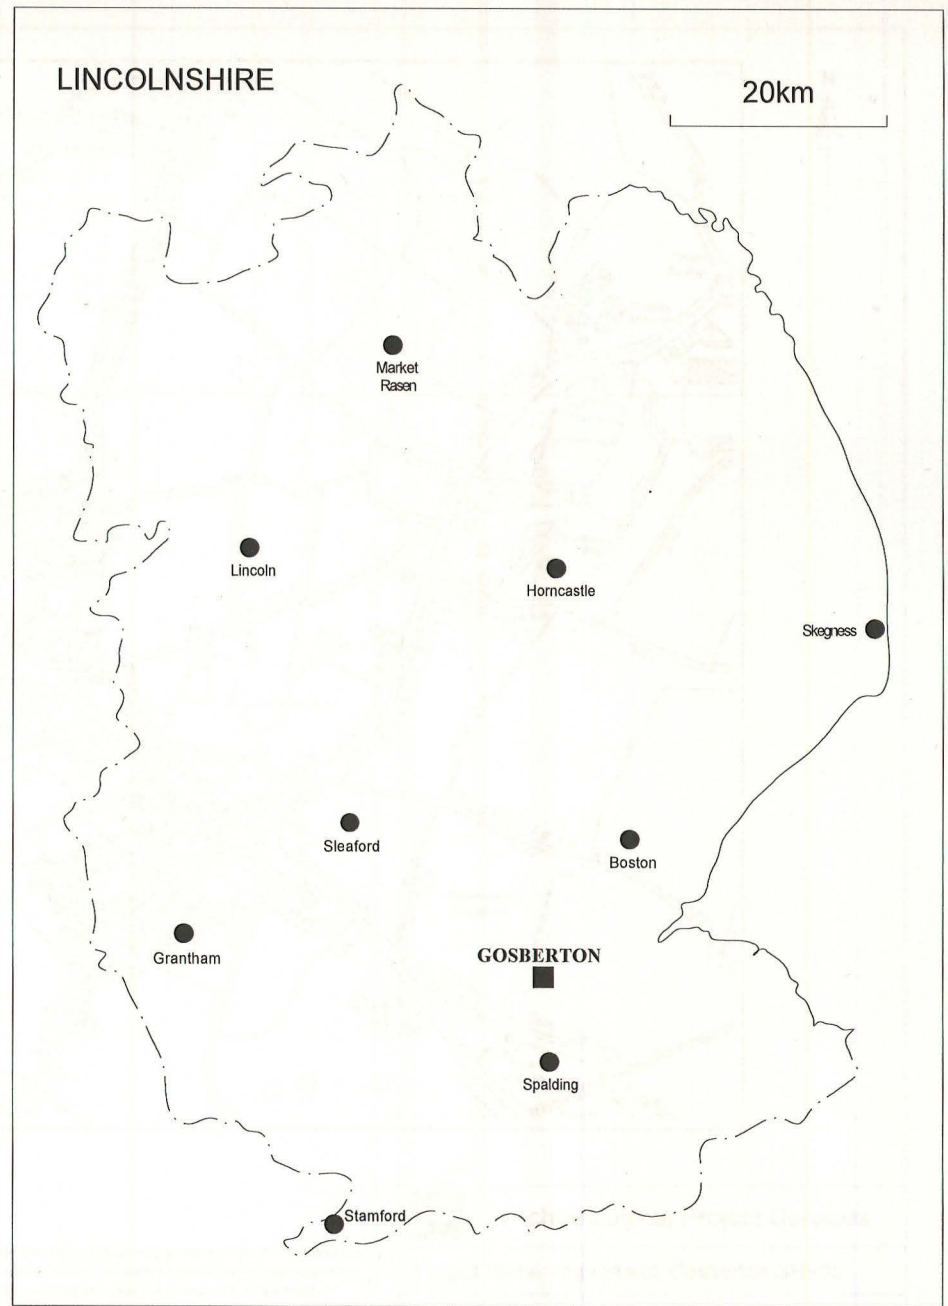 LINCOLNSHIRE
20km
Market
Rasen
Lincoln
Horncastle
Skegness
Sleaford
Boston
Grantham
GOSBERTON
Spalding
Stamford